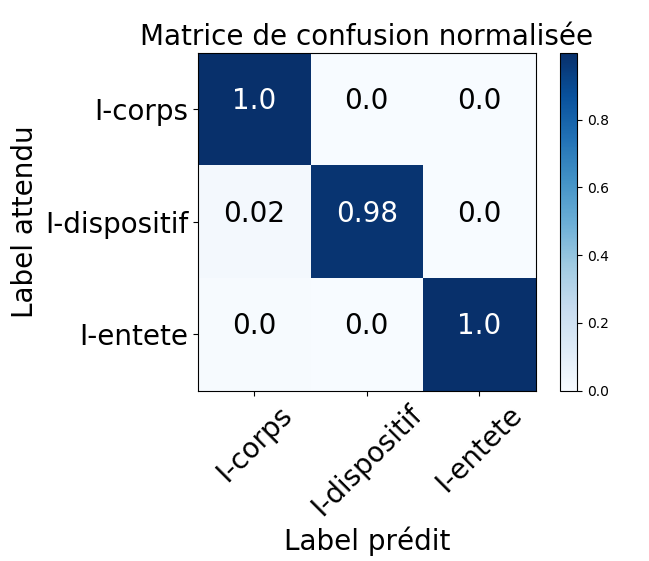 Matrice de confusion normalisée
Label attendu
I-corps
1.0 0.0 0.0
I-dispositif
0.02 0.98 0.0
I-entete
0.0 0.0 1.0
I-corps
I-dispositif
I-entete
Label prédit
0.8
0.6
0.4
0.2
0.0